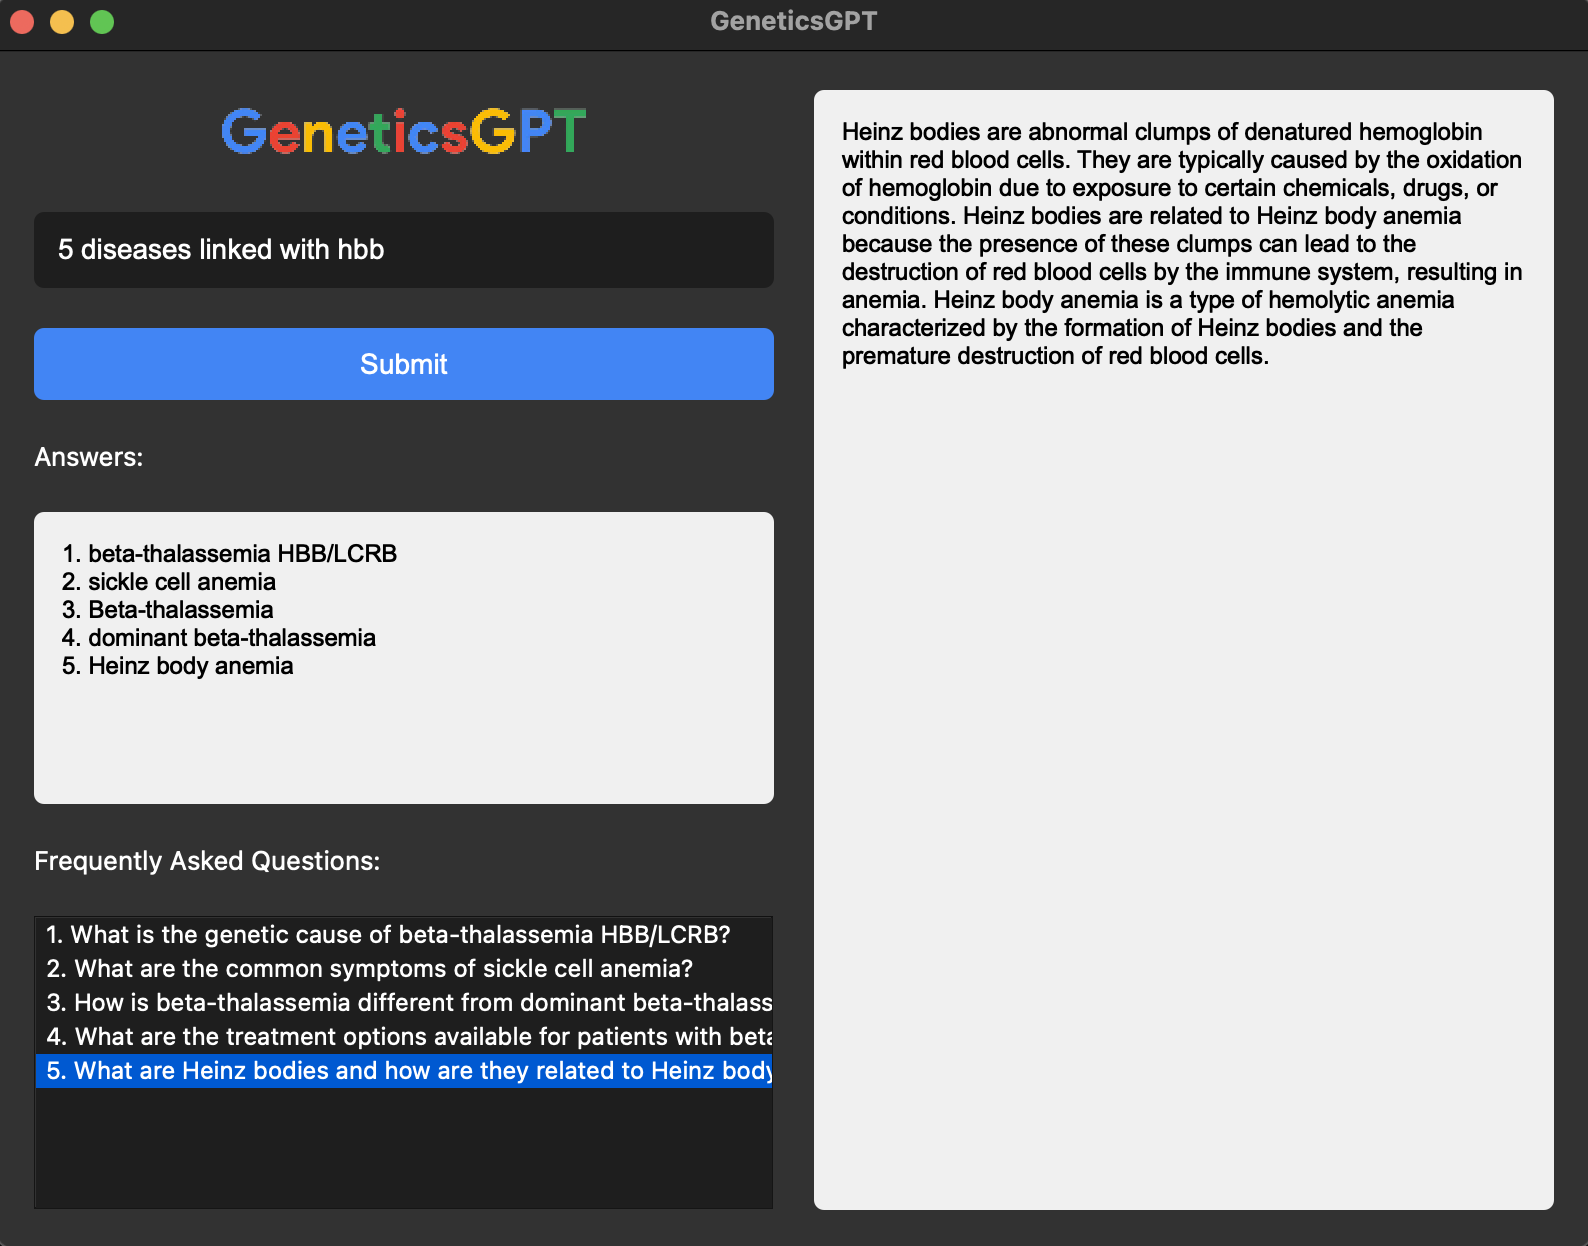 GeneticsGPT
GeneticsGPT
5 diseases linked with hbb
Submit
Answers:
1. beta-thalassemia HBB/LCRB
2. sickle cell anemia
3. Beta-thalassemia
4. dominant beta-thalassemia
5. Heinz body anemia
Frequently Asked Questions:
1. What is the genetic cause of beta-thalassemia HBB/LCRB?
2. What are the common symptoms of sickle cell anemia?
3. How is beta-thalassemia different from dominant beta-thalass
4. What are the treatment options available for patients with beta
5. What are Heinz bodies and how are they related to Heinz body
Heinz bodies are abnormal clumps of denatured hemoglobin
within red blood cells. They are typically caused by the oxidation
of hemoglobin due to exposure to certain chemicals, drugs, or
conditions. Heinz bodies are related to Heinz body anemia
because the presence of these clumps can lead to the
destruction of red blood cells by the immune system, resulting in
anemia. Heinz body anemia is a type of hemolytic anemia
characterized by the formation of Heinz bodies and the
premature destruction of red blood cells.